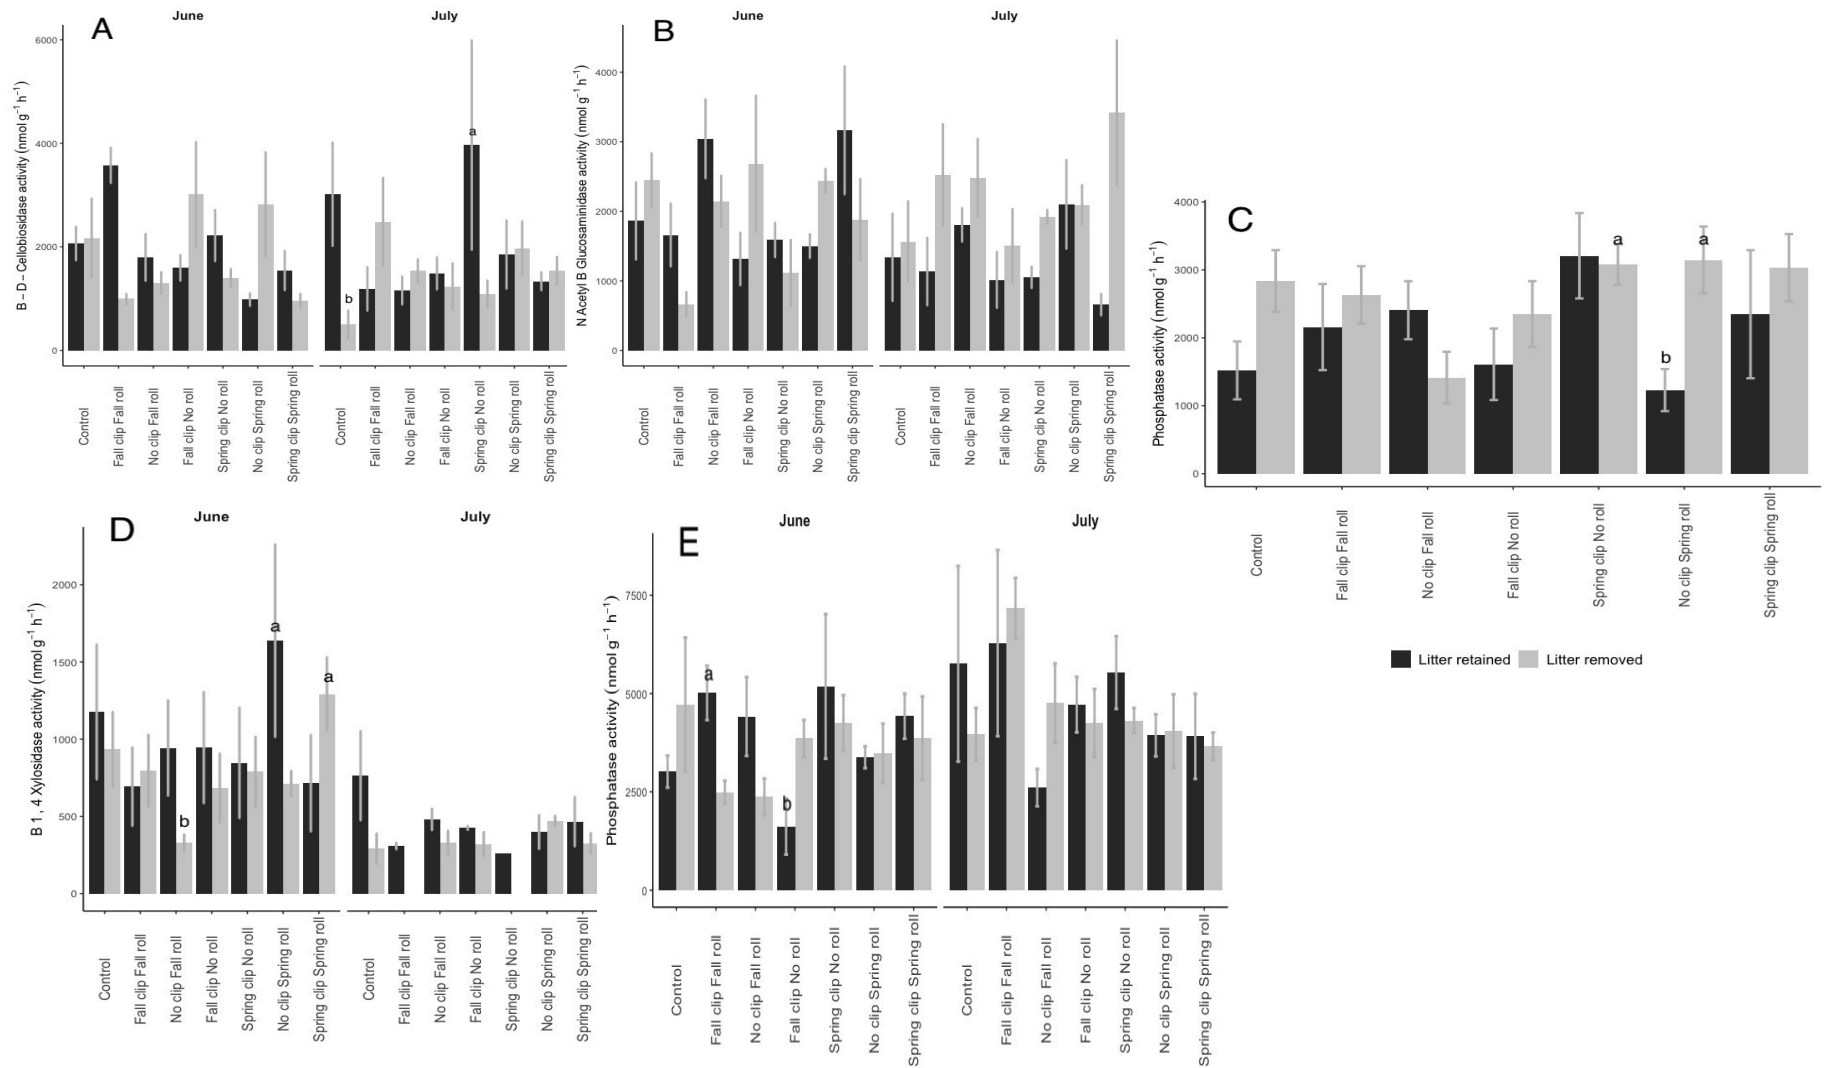 A
June
July
B – D – Cellobiosidase activity (nmol g⁻¹ h⁻¹)
6000
4000
2000
0
b
a
Control
Fall clip Fall roll
No clip Fall roll
Fall clip No roll
Spring clip No roll
No clip Spring roll
Spring clip Spring roll
Control
Fall clip Fall roll
No clip Fall roll
Fall clip No roll
Spring clip No roll
No clip Spring roll
Spring clip Spring roll
B
June
July
N Acetyl B Glucosaminidase activity (nmol g⁻¹ h⁻¹)
4000
3000
2000
1000
0
Control
Fall clip Fall roll
No clip Fall roll
Fall clip No roll
Spring clip No roll
No clip Spring roll
Spring clip Spring roll
Control
Fall clip Fall roll
No clip Fall roll
Fall clip No roll
Spring clip No roll
No clip Spring roll
Spring clip Spring roll
C
Phosphatase activity (nmol g⁻¹ h⁻¹)
4000
3000
2000
1000
0
a
b
a
Control
Fall clip Fall roll
No clip Fall roll
Fall clip No roll
Spring clip No roll
No clip Spring roll
Spring clip Spring roll
Litter retained
Litter removed
D
June
July
B 1, 4 Xylosidase activity (nmol g⁻¹ h⁻¹)
2000
1500
1000
500
0
b
a
a
Control
Fall clip Fall roll
No clip Fall roll
Fall clip No roll
Spring clip No roll
No clip Spring roll
Spring clip Spring roll
Control
Fall clip Fall roll
No clip Fall roll
Fall clip No roll
Spring clip No roll
No clip Spring roll
Spring clip Spring roll
E
June
July
Phosphatase activity (nmol g⁻¹ h⁻¹)
7500
5000
2500
0
a
b
Control
Fall clip Fall roll
No clip Fall roll
Fall clip No roll
Spring clip No roll
No clip Spring roll
Spring clip Spring roll
Control
Fall clip Fall roll
No clip Fall roll
Fall clip No roll
Spring clip No roll
No clip Spring roll
Spring clip Spring roll